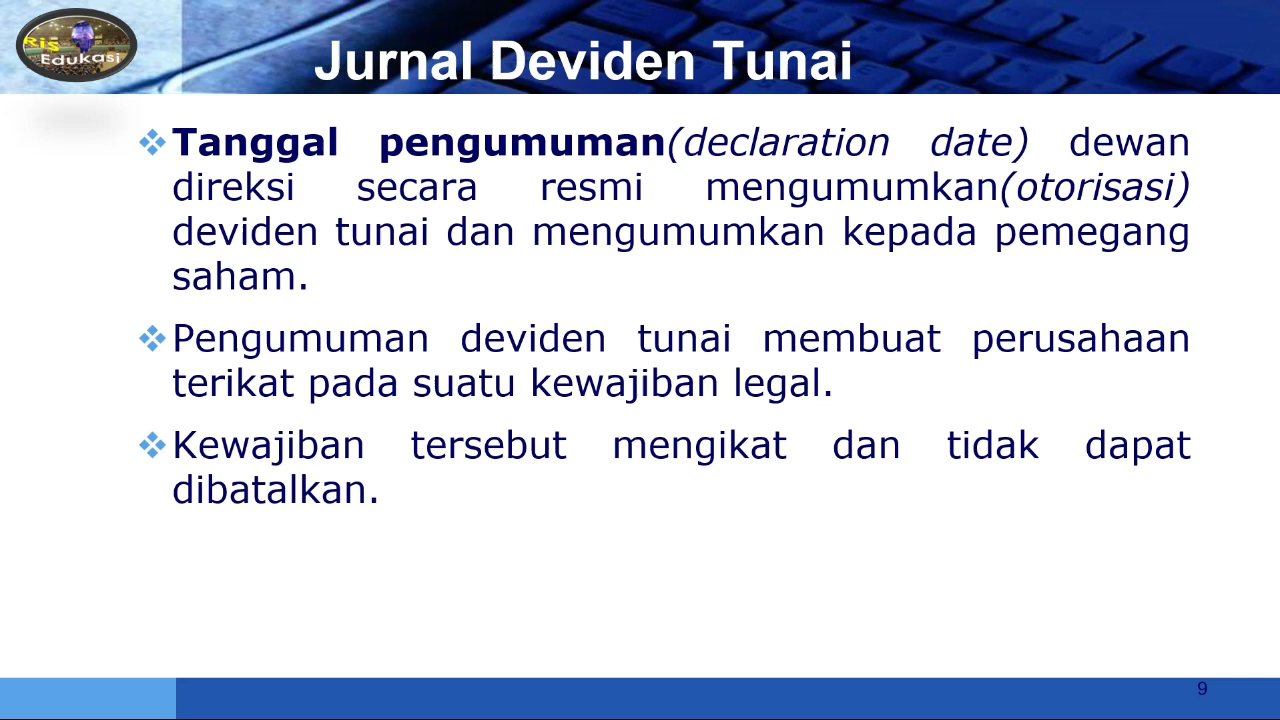 Ris
Edukasi
Jurnal Deviden Tunai
Tanggal pengumuman(declaration date) dewan
direksi secara resmi mengumumkan(otorisasi)
deviden tunai dan mengumumkan kepada pemegang
saham.
Pengumuman deviden tunai membuat perusahaan
terikat pada suatu kewajiban legal.
Kewajiban tersebut mengikat dan tidak dapat
dibatalkan.
9